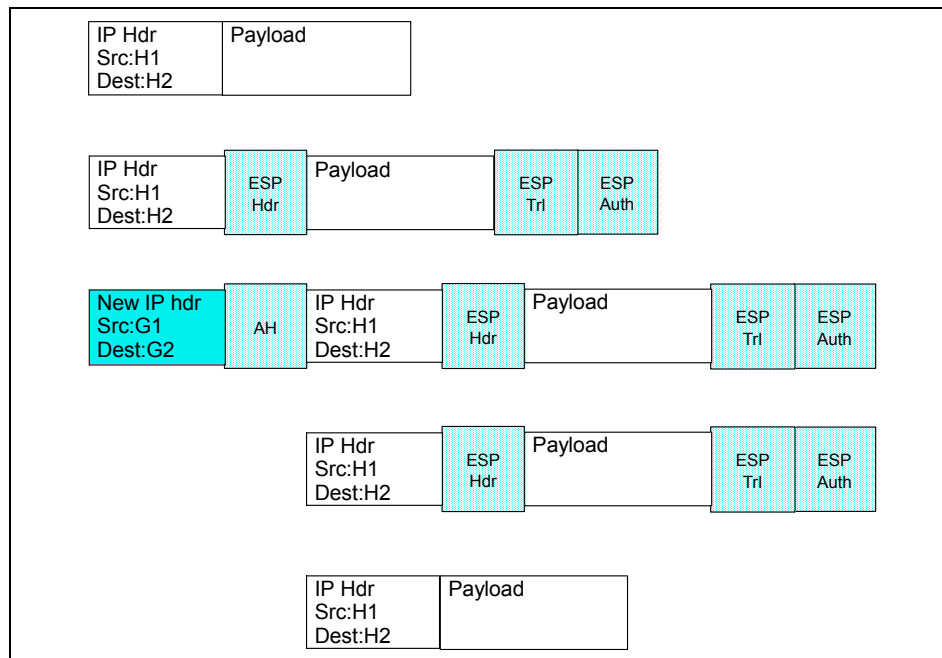 IP Hdr
Src:H1
Dest:H2
Payload
IP Hdr
Src:H1
Dest:H2
ESP
Hdr
Payload
ESP
Trl
ESP
Auth
New IP hdr
Src:G1
Dest:G2
AH
IP Hdr
Src:H1
Dest:H2
ESP
Hdr
Payload
ESP
Trl
ESP
Auth
IP Hdr
Src:H1
Dest:H2
ESP
Hdr
Payload
ESP
Trl
ESP
Auth
IP Hdr
Src:H1
Dest:H2
Payload